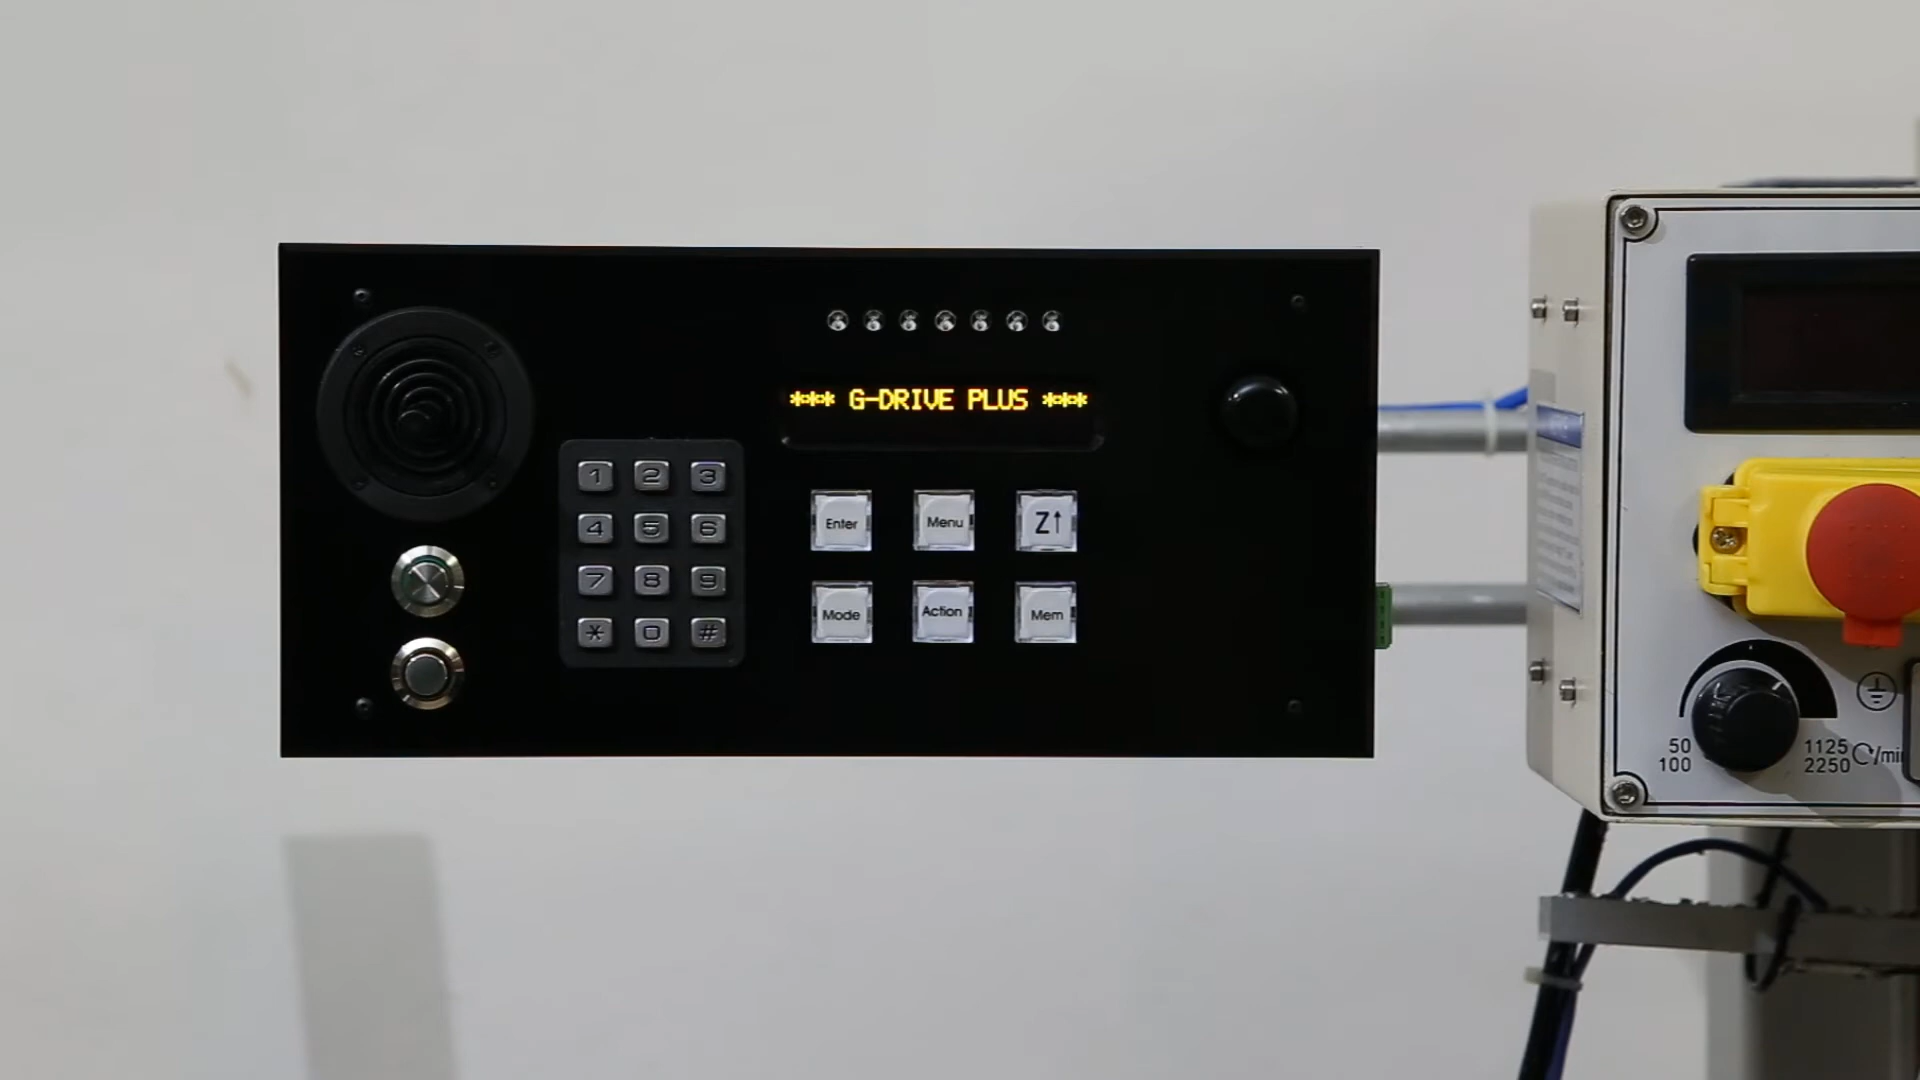 *** G-DRIVE PLUS ***
1 2 3
4 5 6
7 8 9
* 0 #
Enter Menu Z↑
Mode Action Mem
50 1125
100 2250 /min